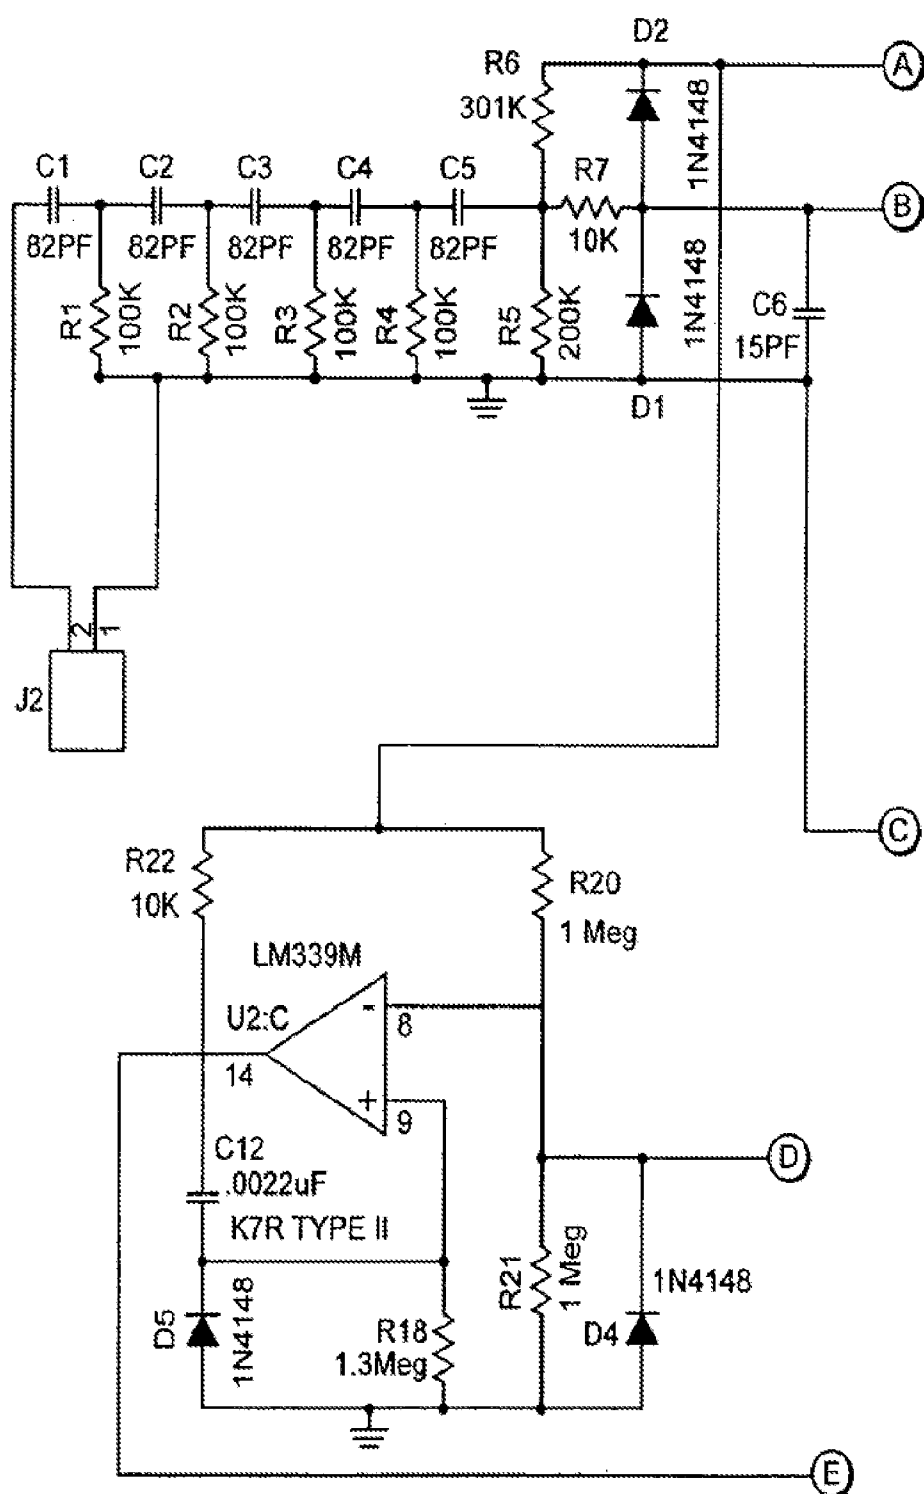 D2
A
R6
301K
1N4148
C1
C2
C3
C4
C5
R7
B
82PF
82PF
82PF
82PF
82PF
10K
R1
100K
R2
100K
R3
100K
R4
100K
R5
200K
1N4148
C6
15PF
D1
2
1
J2
C
R22
10K
R20
1 Meg
LM339M
U2:C
-
8
14
+
9
C12
.0022uF
D
K7R TYPE II
D5
1N4148
R18
1.3Meg
R21
1 Meg
1N4148
D4
E